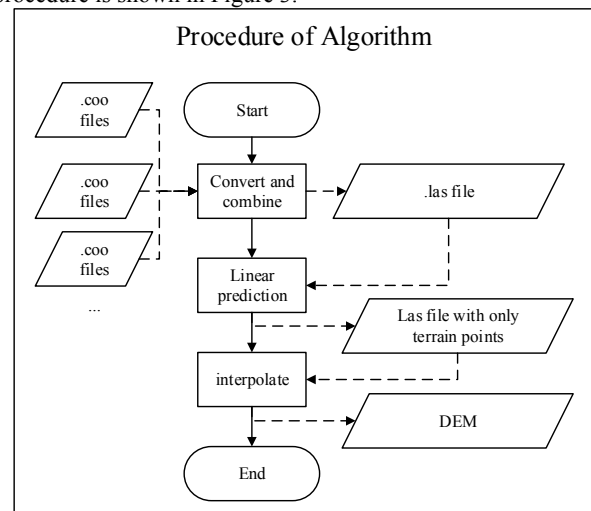 procedure is shown in Figure 3.
Procedure of Algorithm
.coo
files
Start
.coo
files
Convert and
combine
.las file
.coo
files
Linear
prediction
...
Las file with only
terrain points
interpolate
DEM
End